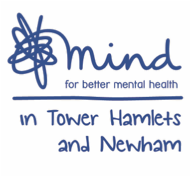 mind
for better mental health
in Tower Hamlets
and Newham